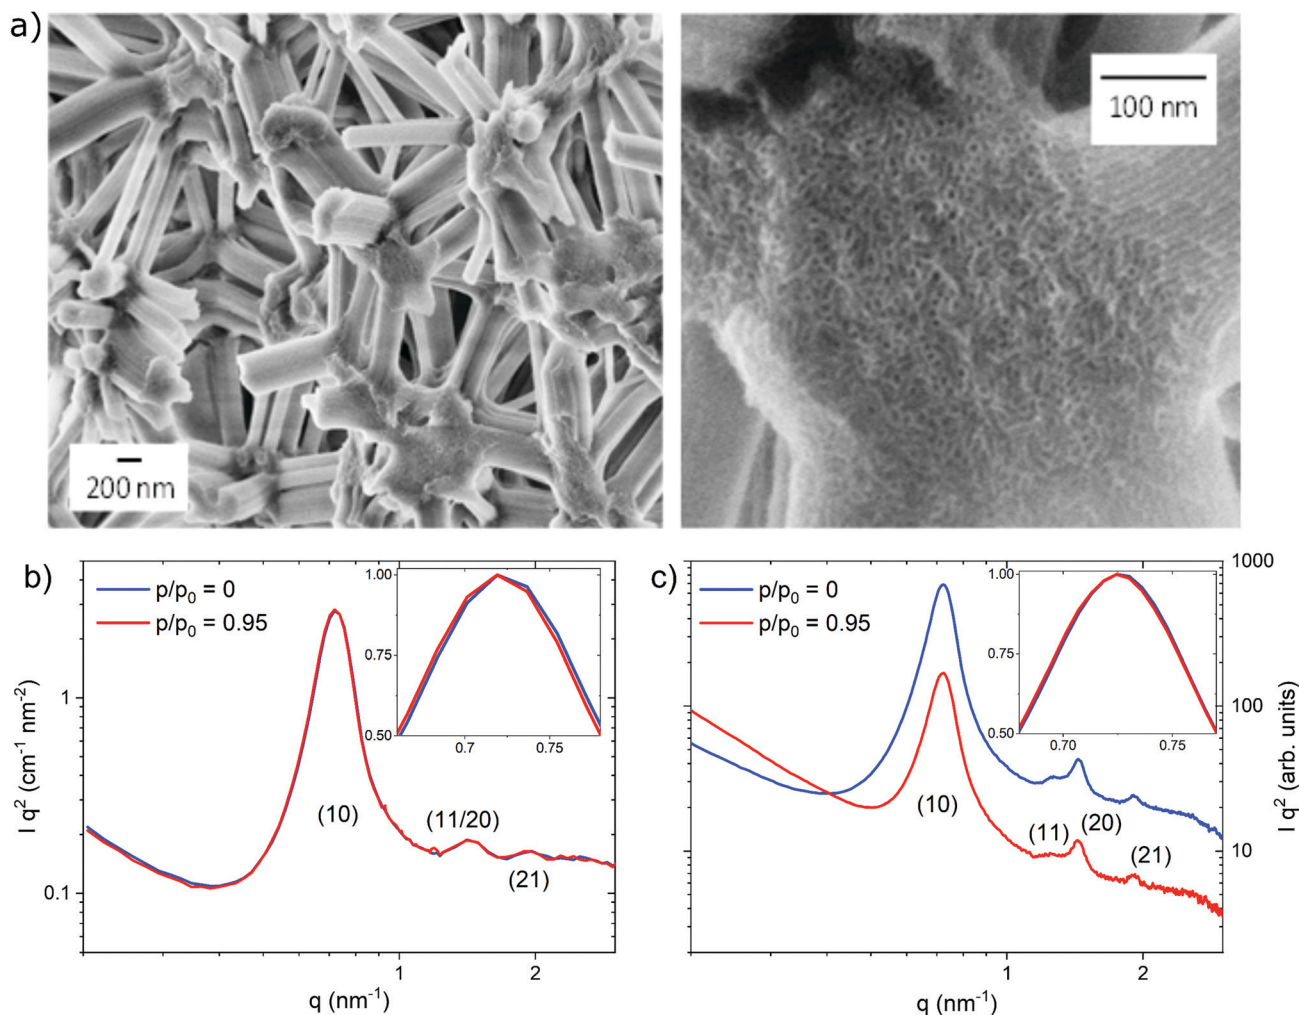 a)
200 nm
100 nm
b)
p/p₀ = 0
p/p₀ = 0.95
1.00
0.75
0.50
0.7
0.75
1
0.1
(10)
(11/20)
(21)
1
2
q (nm⁻¹)
I q² (cm⁻¹ nm⁻²)
c)
p/p₀ = 0
p/p₀ = 0.95
1.00
0.75
0.50
0.70
0.75
(10)
(11)
(20)
(21)
1000
100
10
1
2
q (nm⁻¹)
I q² (arb. units)